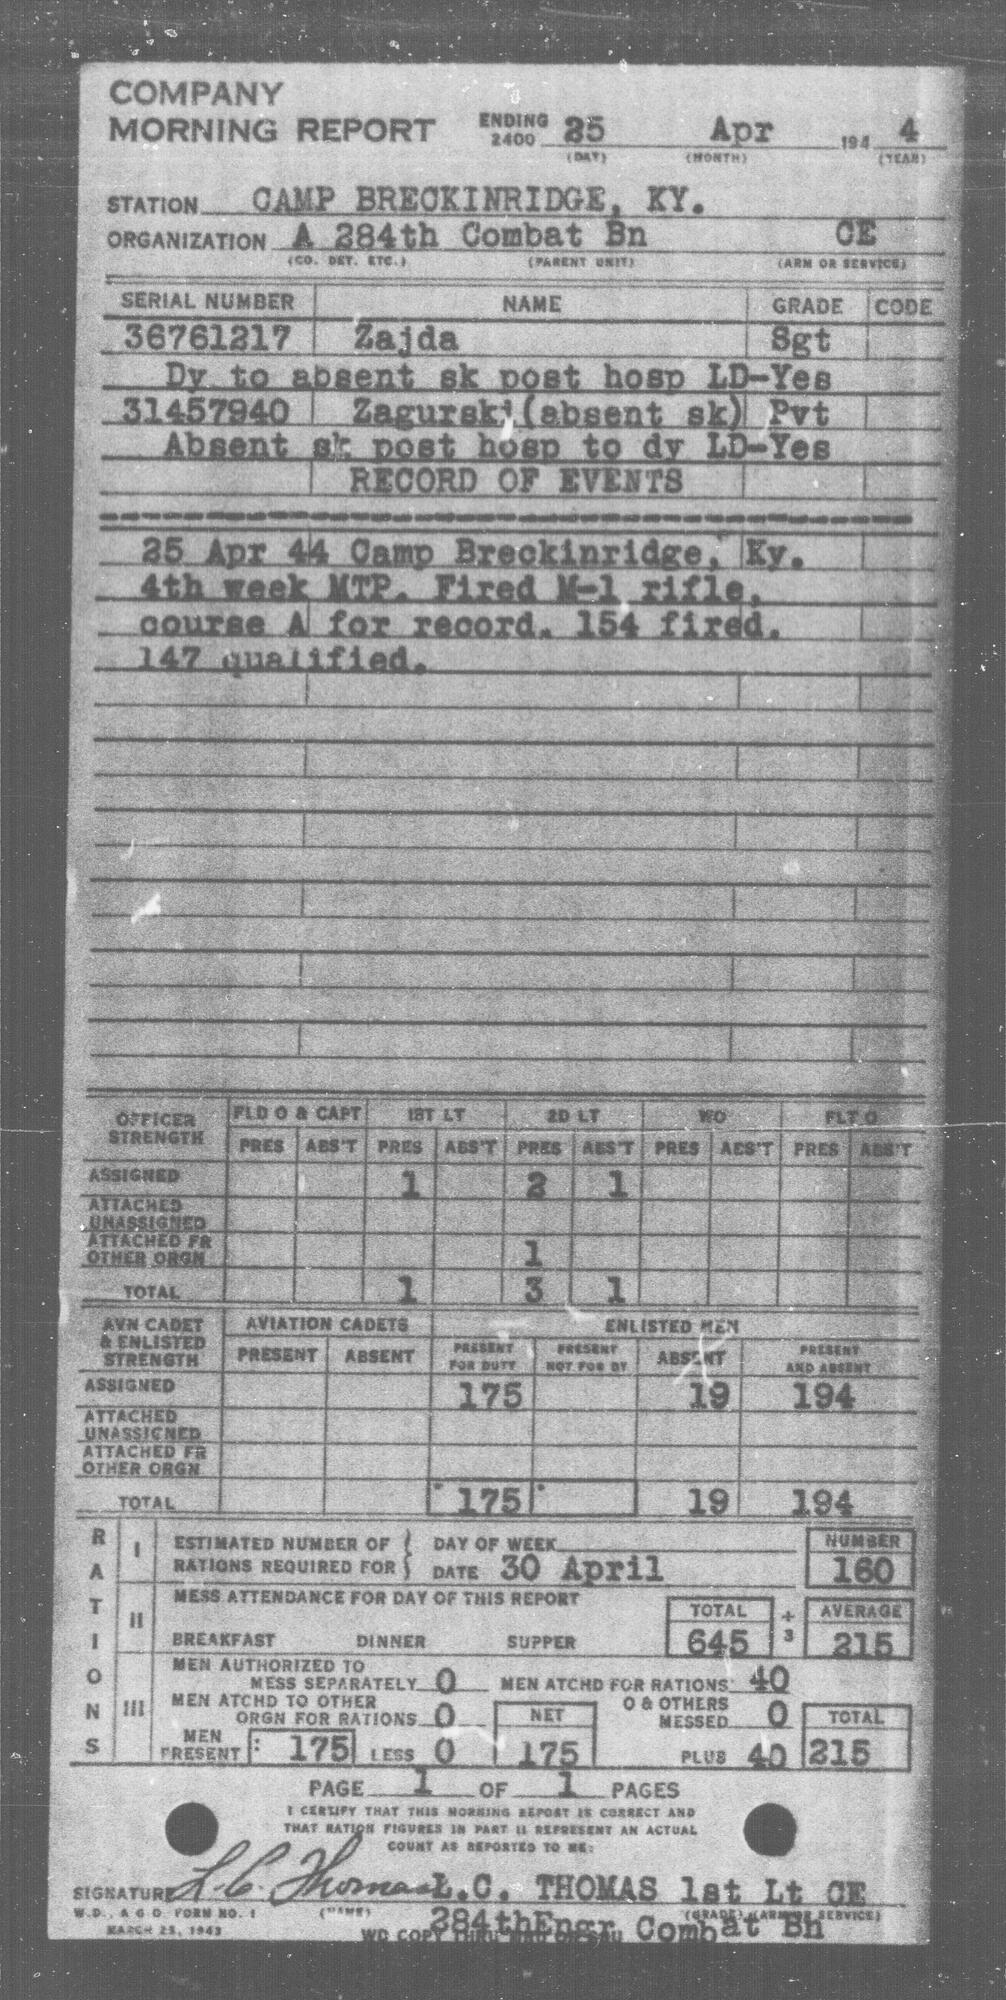 COMPANY
MORNING REPORT ENDING 2400 25 Apr 194 4
(DAY) (MONTH) (YEAR)
STATION CAMP BRECKINRIDGE, KY.
ORGANIZATION A 284th Combat Bn CE
(CO. DET. ETC.) (PARENT UNIT) (ARM OR SERVICE)
SERIAL NUMBER NAME GRADE CODE
36761217 Zajda Sgt
Dy to absent sk post hosp LD-Yes
31457940 Zagurski(absent sk) Pvt
Absent sk post hosp to dy LD-Yes
RECORD OF EVENTS
25 Apr 44 Camp Breckinridge, Ky.
4th week MTP. Fired M-1 rifle,
course A for record. 154 fired.
147 qualified.
OFFICER STRENGTH FLD O & CAPT 1ST LT 2D LT WO FLT O
PRES ABS'T PRES ABS'T PRES ABS'T PRES ABS'T PRES ABS'T
ASSIGNED 1 2 1
ATTACHED UNASSIGNED
ATTACHED FR OTHER ORGN 1
TOTAL 1 3 1
AVN CADET & ENLISTED STRENGTH AVIATION CADETS ENLISTED MEN
PRESENT ABSENT PRESENT FOR DUTY PRESENT NOT FOR DY ABSENT PRESENT AND ABSENT
ASSIGNED 175 19 194
ATTACHED UNASSIGNED
ATTACHED FR OTHER ORGN
TOTAL 175 19 194
RATIONS
I ESTIMATED NUMBER OF RATIONS REQUIRED FOR DAY OF WEEK NUMBER
DATE 30 April 160
II MESS ATTENDANCE FOR DAY OF THIS REPORT
TOTAL ÷ 3 AVERAGE
BREAKFAST DINNER SUPPER 645 215
III MEN AUTHORIZED TO MESS SEPARATELY 0 MEN ATCHD FOR RATIONS 40
MEN ATCHD TO OTHER ORGN FOR RATIONS 0 NET O & OTHERS MESSED 0 TOTAL
MEN PRESENT 175 LESS 0 175 PLUS 40 215
PAGE 1 OF 1 PAGES
I CERTIFY THAT THIS MORNING REPORT IS CORRECT AND
THAT RATION FIGURES IN PART II REPRESENT AN ACTUAL
COUNT AS REPORTED TO ME:
SIGNATURE L. C. Thomas L.C. THOMAS 1st Lt CE
(NAME) (GRADE) (ARM OR SERVICE)
W.D., A G O. FORM NO. 1
MARCH 25, 1943
284thEngr Combat Bn
WD COPY THRU